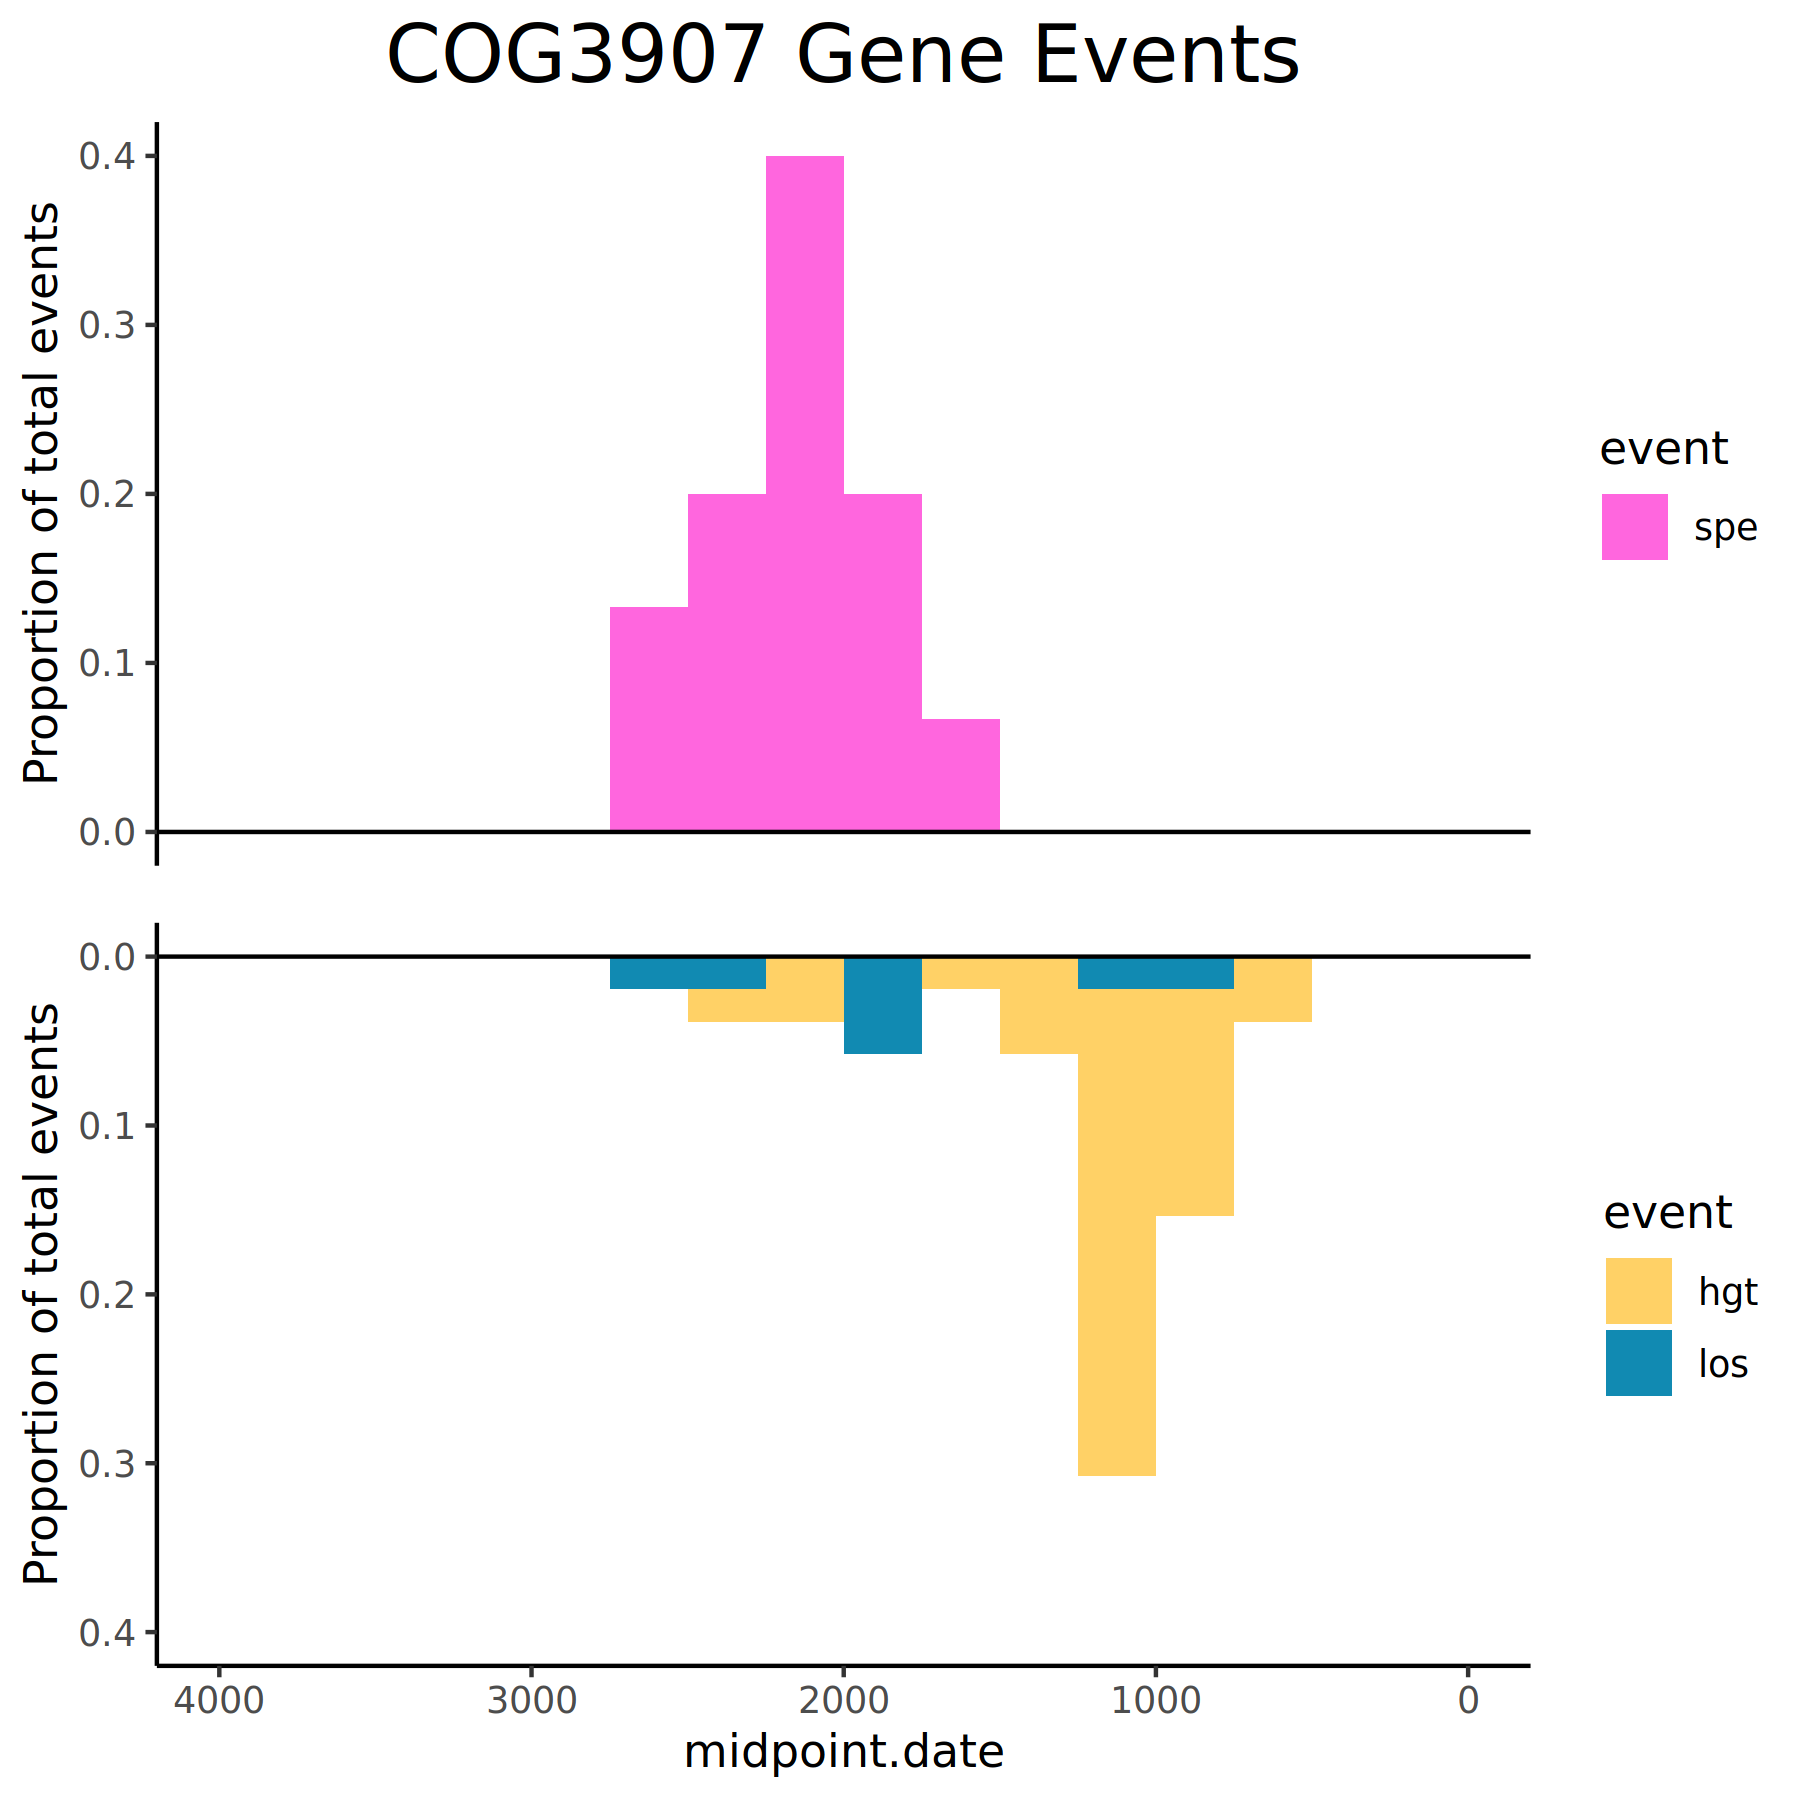 COG3907 Gene Events
Proportion of total events
0.4
0.3
0.2
0.1
0.0
event
spe
Proportion of total events
0.0
0.1
0.2
0.3
0.4
event
hgt
los
4000 3000 2000 1000 0
midpoint.date